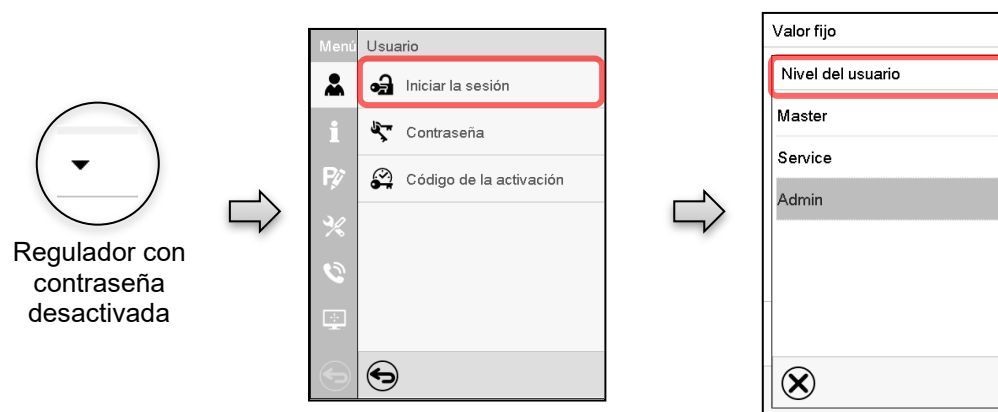 Regulador con
contraseña
desactivada
Menú
Usuario
Iniciar la sesión
Contraseña
Código de la activación
Valor fijo
Nivel del usuario
Master
Service
Admin